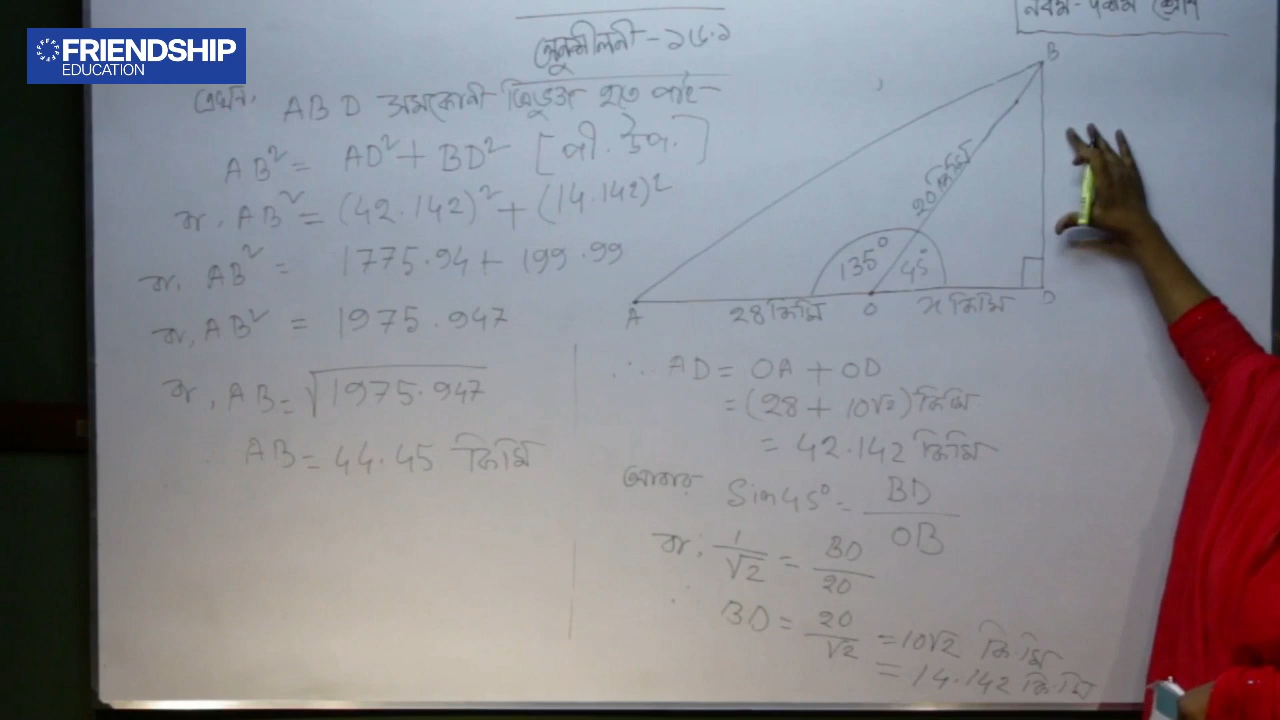 FRIENDSHIP
EDUCATION
নবম-দশম শ্রেণি
অনুশীলনী - ১৬.১
এখন, ABD সমকোনী ত্রিভুজ হতে পাই-
AB² = AD² + BD² [পী. উপ.]
বা, AB² = (42.142)² + (14.142)²
বা, AB² = 1775.94 + 199.99
বা, AB² = 1975.947
বা, AB = √1975.947
AB = 44.45 কিমি
B
20 কিমি
135° 45°
A 28 কিমি O x কিমি D
∴ AD = OA + OD
= (28 + 10√2) কিমি
= 42.142 কিমি
আবার Sin45° = BD/OB
বা, 1/√2 = BD/20
∴ BD = 20/√2 = 10√2 কি মি
= 14.142 কি.মি